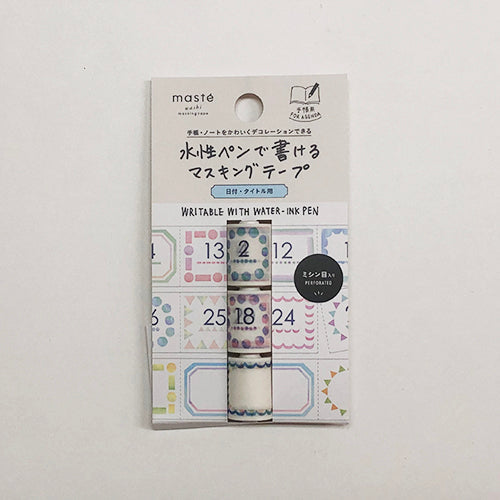 masté
washi
masking tape
手帳用
FOR AGENDA
手帳・ノートをかわいくデコレーションできる
水性ペンで書ける
マスキングテープ
日付・タイトル用
WRITABLE WITH WATER-INK PEN
13
2
12
ミシン目入り
PERFORATED
25
18
24